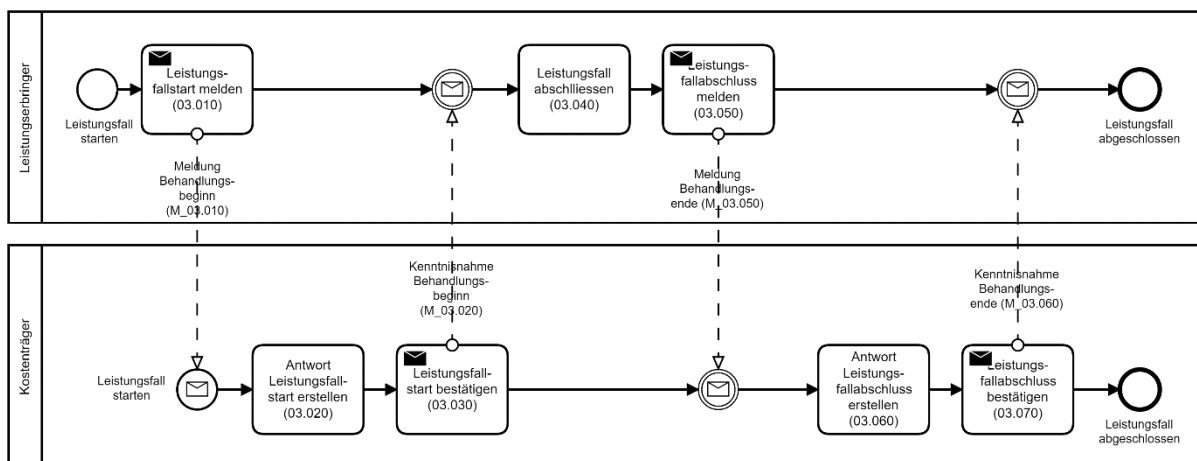 Leistungserbringer
Leistungsfall
starten
Leistungs-
fallstart melden
(03.010)
Meldung
Behandlungs-
beginn
(M_03.010)
Leistungsfall
abschlliessen
(03.040)
Leistungs-
fallabschluss
melden
(03.050)
Meldung
Behandlungs-
ende (M_03.050)
Leistungsfall
abgeschlossen
Kostenträger
Leistungsfall
starten
Antwort
Leistungsfall-
start erstellen
(03.020)
Kenntnisnahme
Behandlungs-
beginn
(M_03.020)
Leistungsfall-
start bestätigen
(03.030)
Antwort
Leistungs-
fallabschluss
erstellen
(03.060)
Kenntnisnahme
Behandlungs-
ende (M_03.060)
Leistungs-
fallabschluss
bestätigen
(03.070)
Leistungsfall
abgeschlossen